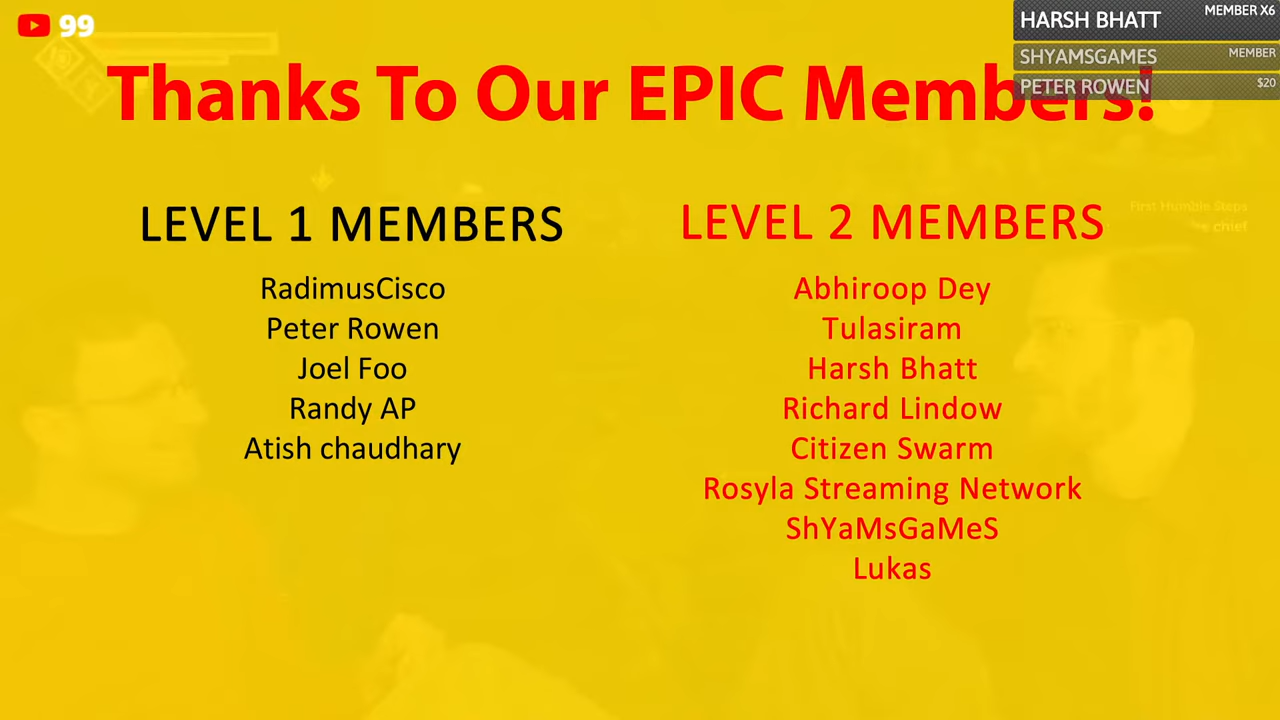 99
HARSH BHATT MEMBER X6
SHYAMSGAMES MEMBER
PETER ROWEN $20
Thanks To Our EPIC Members!
LEVEL 1 MEMBERS
RadimusCisco
Peter Rowen
Joel Foo
Randy AP
Atish chaudhary
LEVEL 2 MEMBERS
Abhiroop Dey
Tulasiram
Harsh Bhatt
Richard Lindow
Citizen Swarm
Rosyla Streaming Network
ShYaMsGaMeS
Lukas
First Humble Steps
chief